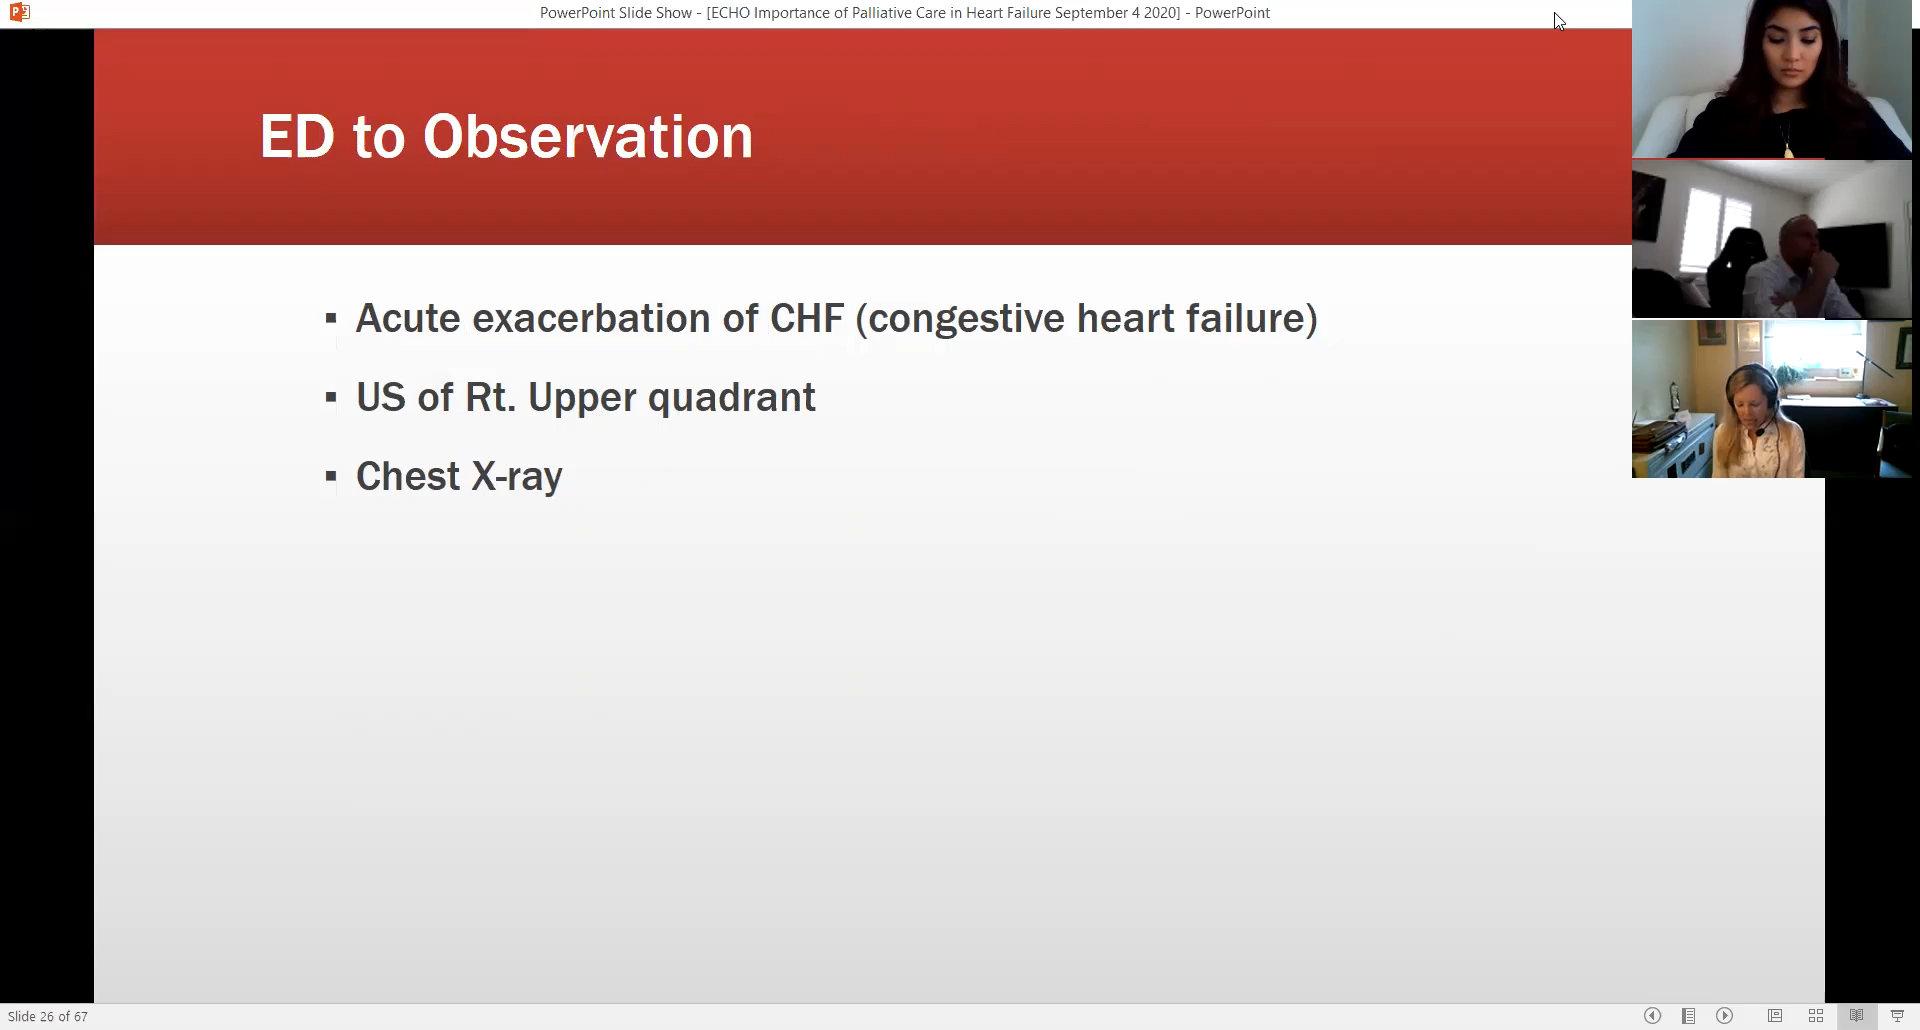 PowerPoint Slide Show - [ECHO Importance of Palliative Care in Heart Failure September 4 2020] - PowerPoint
ED to Observation
▪ Acute exacerbation of CHF (congestive heart failure)
▪ US of Rt. Upper quadrant
▪ Chest X-ray
Slide 26 of 67